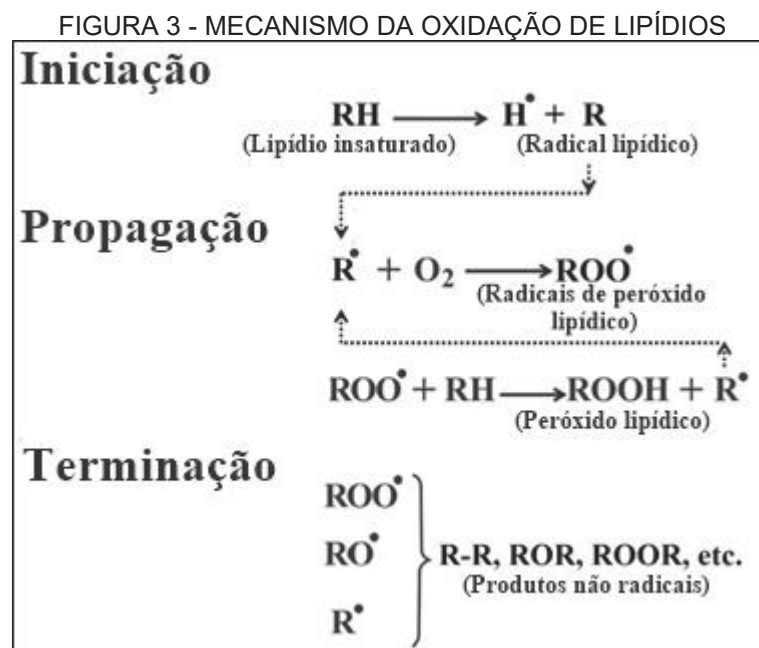 FIGURA 3 - MECANISMO DA OXIDAÇÃO DE LIPÍDIOS
Iniciação
RH ⟶ H• + R
(Lipídio insaturado) (Radical lipídico)
Propagação
R• + O₂ ⟶ ROO•
(Radicais de peróxido
lipídico)
ROO• + RH ⟶ ROOH + R•
(Peróxido lipídico)
Terminação
ROO•
RO•
R•
R-R, ROR, ROOR, etc.
(Produtos não radicais)